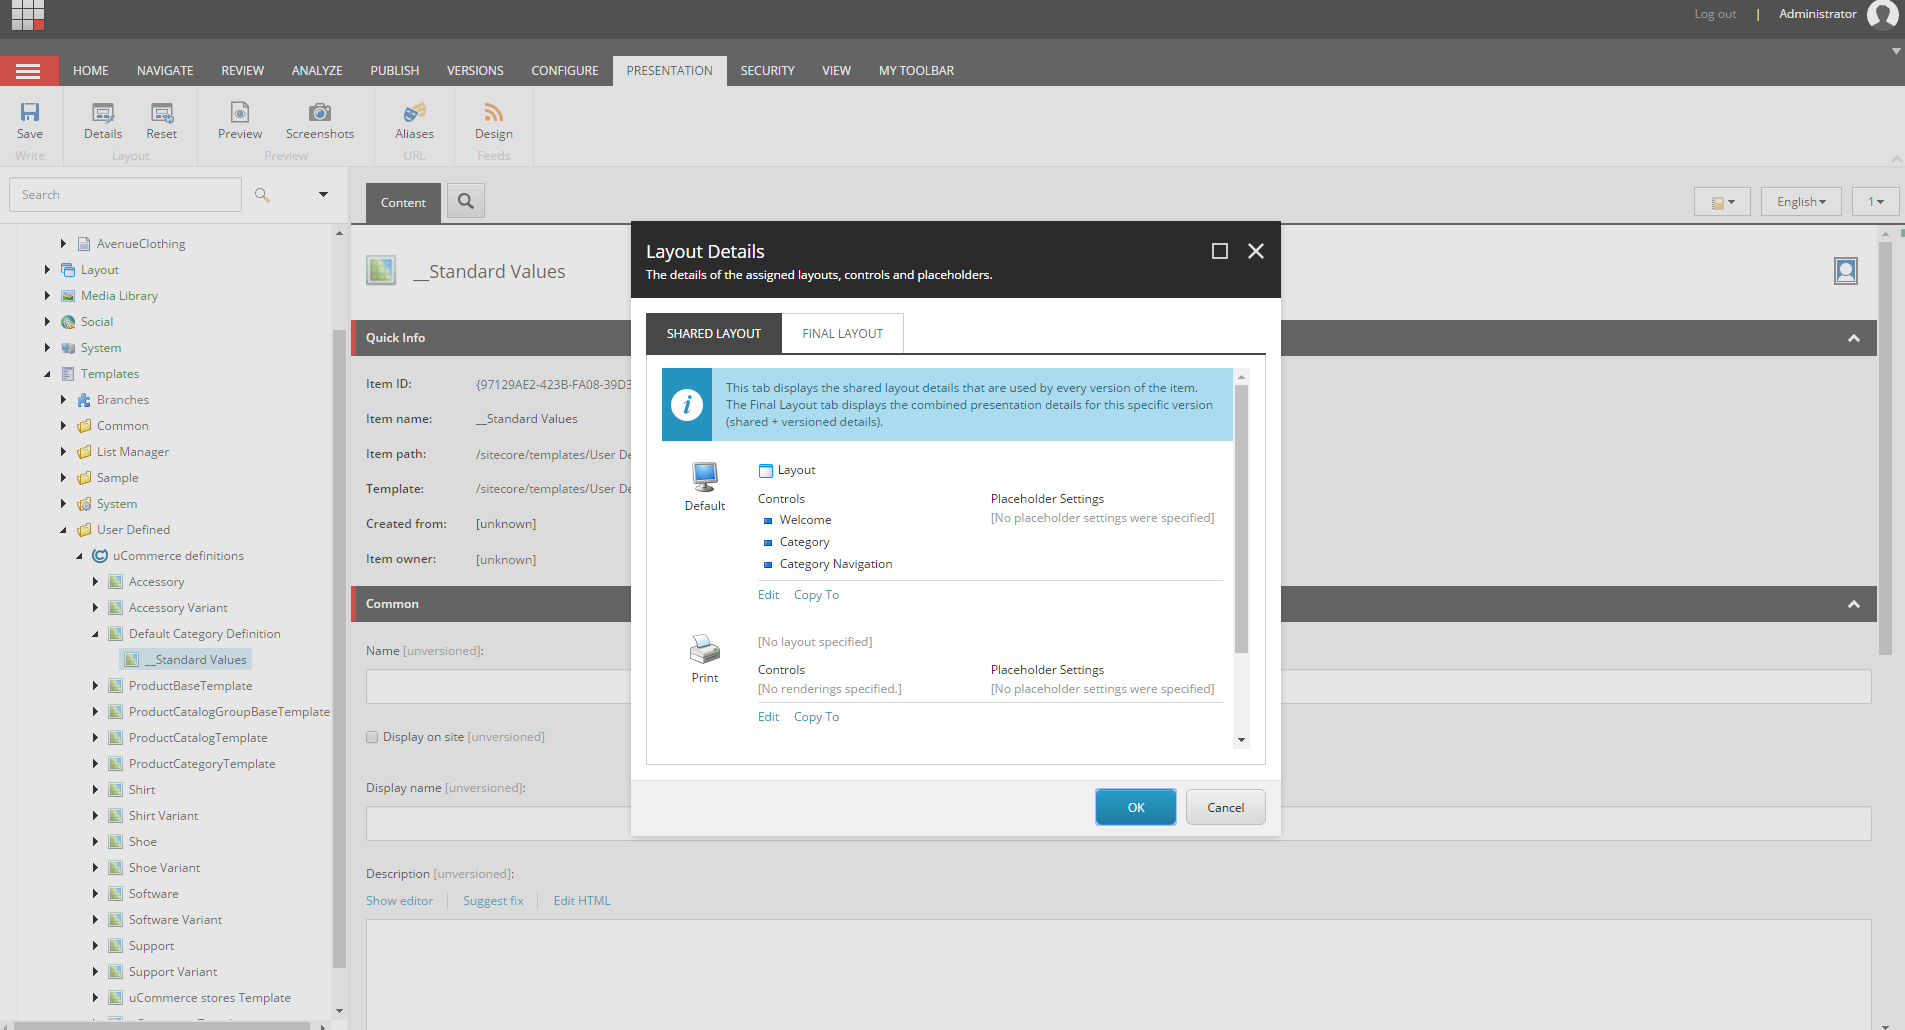 Log out | Administrator
HOME NAVIGATE REVIEW ANALYZE PUBLISH VERSIONS CONFIGURE PRESENTATION SECURITY VIEW MY TOOLBAR
Save Details Reset Preview Screenshots Aliases Design
Write Layout Preview URL Feeds
Search
Content
English
1
AvenueClothing
Layout
Media Library
Social
System
Templates
Branches
Common
List Manager
Sample
System
User Defined
uCommerce definitions
Accessory
Accessory Variant
Default Category Definition
__Standard Values
ProductBaseTemplate
ProductCatalogGroupBaseTemplate
ProductCatalogTemplate
ProductCategoryTemplate
Shirt
Shirt Variant
Shoe
Shoe Variant
Software
Software Variant
Support
Support Variant
uCommerce stores Template
__Standard Values
Quick Info
Item ID: {97129AE2-423B-FA08-39D3
Item name: __Standard Values
Item path: /sitecore/templates/User De
Template: /sitecore/templates/User De
Created from: [unknown]
Item owner: [unknown]
Common
Name [unversioned]:
Display on site [unversioned]
Display name [unversioned]:
Description [unversioned]:
Show editor Suggest fix Edit HTML
Layout Details
The details of the assigned layouts, controls and placeholders.
SHARED LAYOUT FINAL LAYOUT
This tab displays the shared layout details that are used by every version of the item.
The Final Layout tab displays the combined presentation details for this specific version
(shared + versioned details).
Default
Layout
Controls Placeholder Settings
Welcome [No placeholder settings were specified]
Category
Category Navigation
Edit Copy To
Print
[No layout specified]
Controls Placeholder Settings
[No renderings specified.] [No placeholder settings were specified]
Edit Copy To
OK Cancel